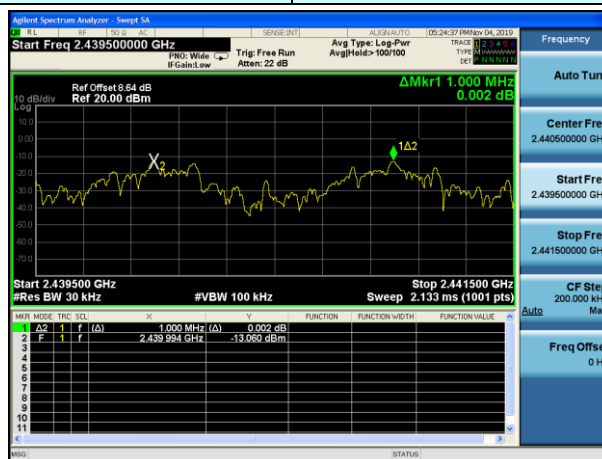 Agilent Spectrum Analyzer - Swept SA
RL RF 50 Ω AC SENSE:INT ALIGN AUTO 05:24:37 PM Nov 04, 2019
Start Freq 2.439500000 GHz
PNO: Wide
IFGain:Low
Trig: Free Run
Atten: 22 dB
Avg Type: Log-Pwr
Avg|Hold>100/100
TRACE 1 2 3 4 5 6
TYPE
DET P N N N N N
ΔMkr1 1.000 MHz
0.002 dB
Ref Offset 8.64 dB
10 dB/div Ref 20.00 dBm
Log
10.0
0.00
-10.0
-20.0
-30.0
-40.0
-50.0
-60.0
-70.0
X2
1Δ2
Start 2.439500 GHz Stop 2.441500 GHz
#Res BW 30 kHz #VBW 100 kHz Sweep 2.133 ms (1001 pts)
MKR MODE TRC SCL X Y FUNCTION FUNCTION WIDTH FUNCTION VALUE
1 Δ2 1 f (Δ) 1.000 MHz (Δ) 0.002 dB
2 F 1 f 2.439 994 GHz -13.060 dBm
3
4
5
6
7
8
9
10
11
MSG STATUS
Frequency
Auto Tun
Center Fre
2.440500000 GH
Start Fre
2.439500000 GH
Stop Fre
2.441500000 GH
CF Step
200.000 kH
Auto Ma
Freq Offse
0 H